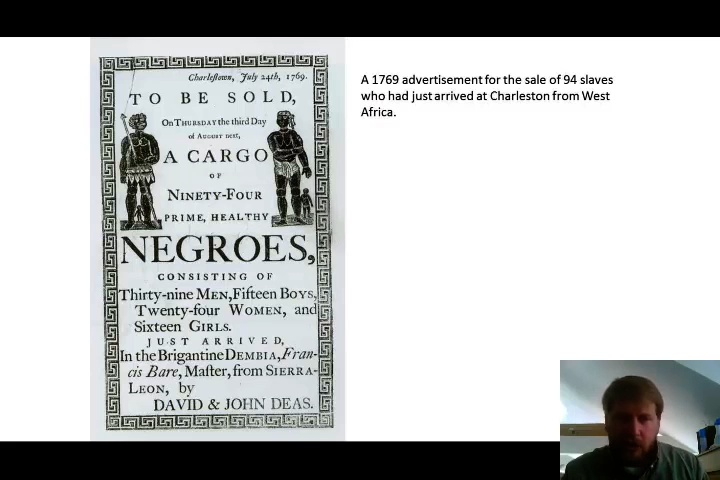 Charlestown, July 24th, 1769.
TO BE SOLD,
On THURSDAY the third Day
of AUGUST next,
A CARGO
OF
NINETY-FOUR
PRIME, HEALTHY
NEGROES,
CONSISTING OF
Thirty-nine MEN, Fifteen BOYS,
Twenty-four WOMEN, and
Sixteen GIRLS.
JUST ARRIVED,
In the Brigantine DEMBIA, Fran-
cis Bare, Master, from SIERRA-
LEON, by
DAVID & JOHN DEAS.
A 1769 advertisement for the sale of 94 slaves
who had just arrived at Charleston from West
Africa.